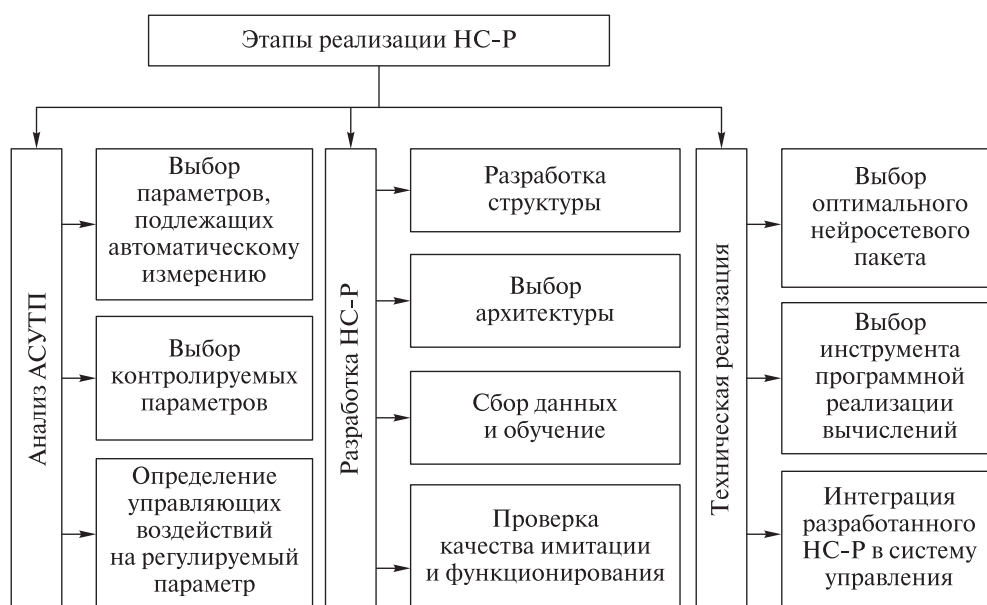 Этапы реализации НС-Р
Анализ АСУТП
Выбор
параметров,
подлежащих
автоматическому
измерению
Выбор
контролируемых
параметров
Определение
управляющих
воздействий
на регулируемый
параметр
Разработка НС-Р
Разработка
структуры
Выбор
архитектуры
Сбор данных
и обучение
Проверка
качества имитации
и функционирования
Техническая реализация
Выбор
оптимального
нейросетевого
пакета
Выбор
инструмента
программной
реализации
вычислений
Интеграция
разработанного
НС-Р в систему
управления